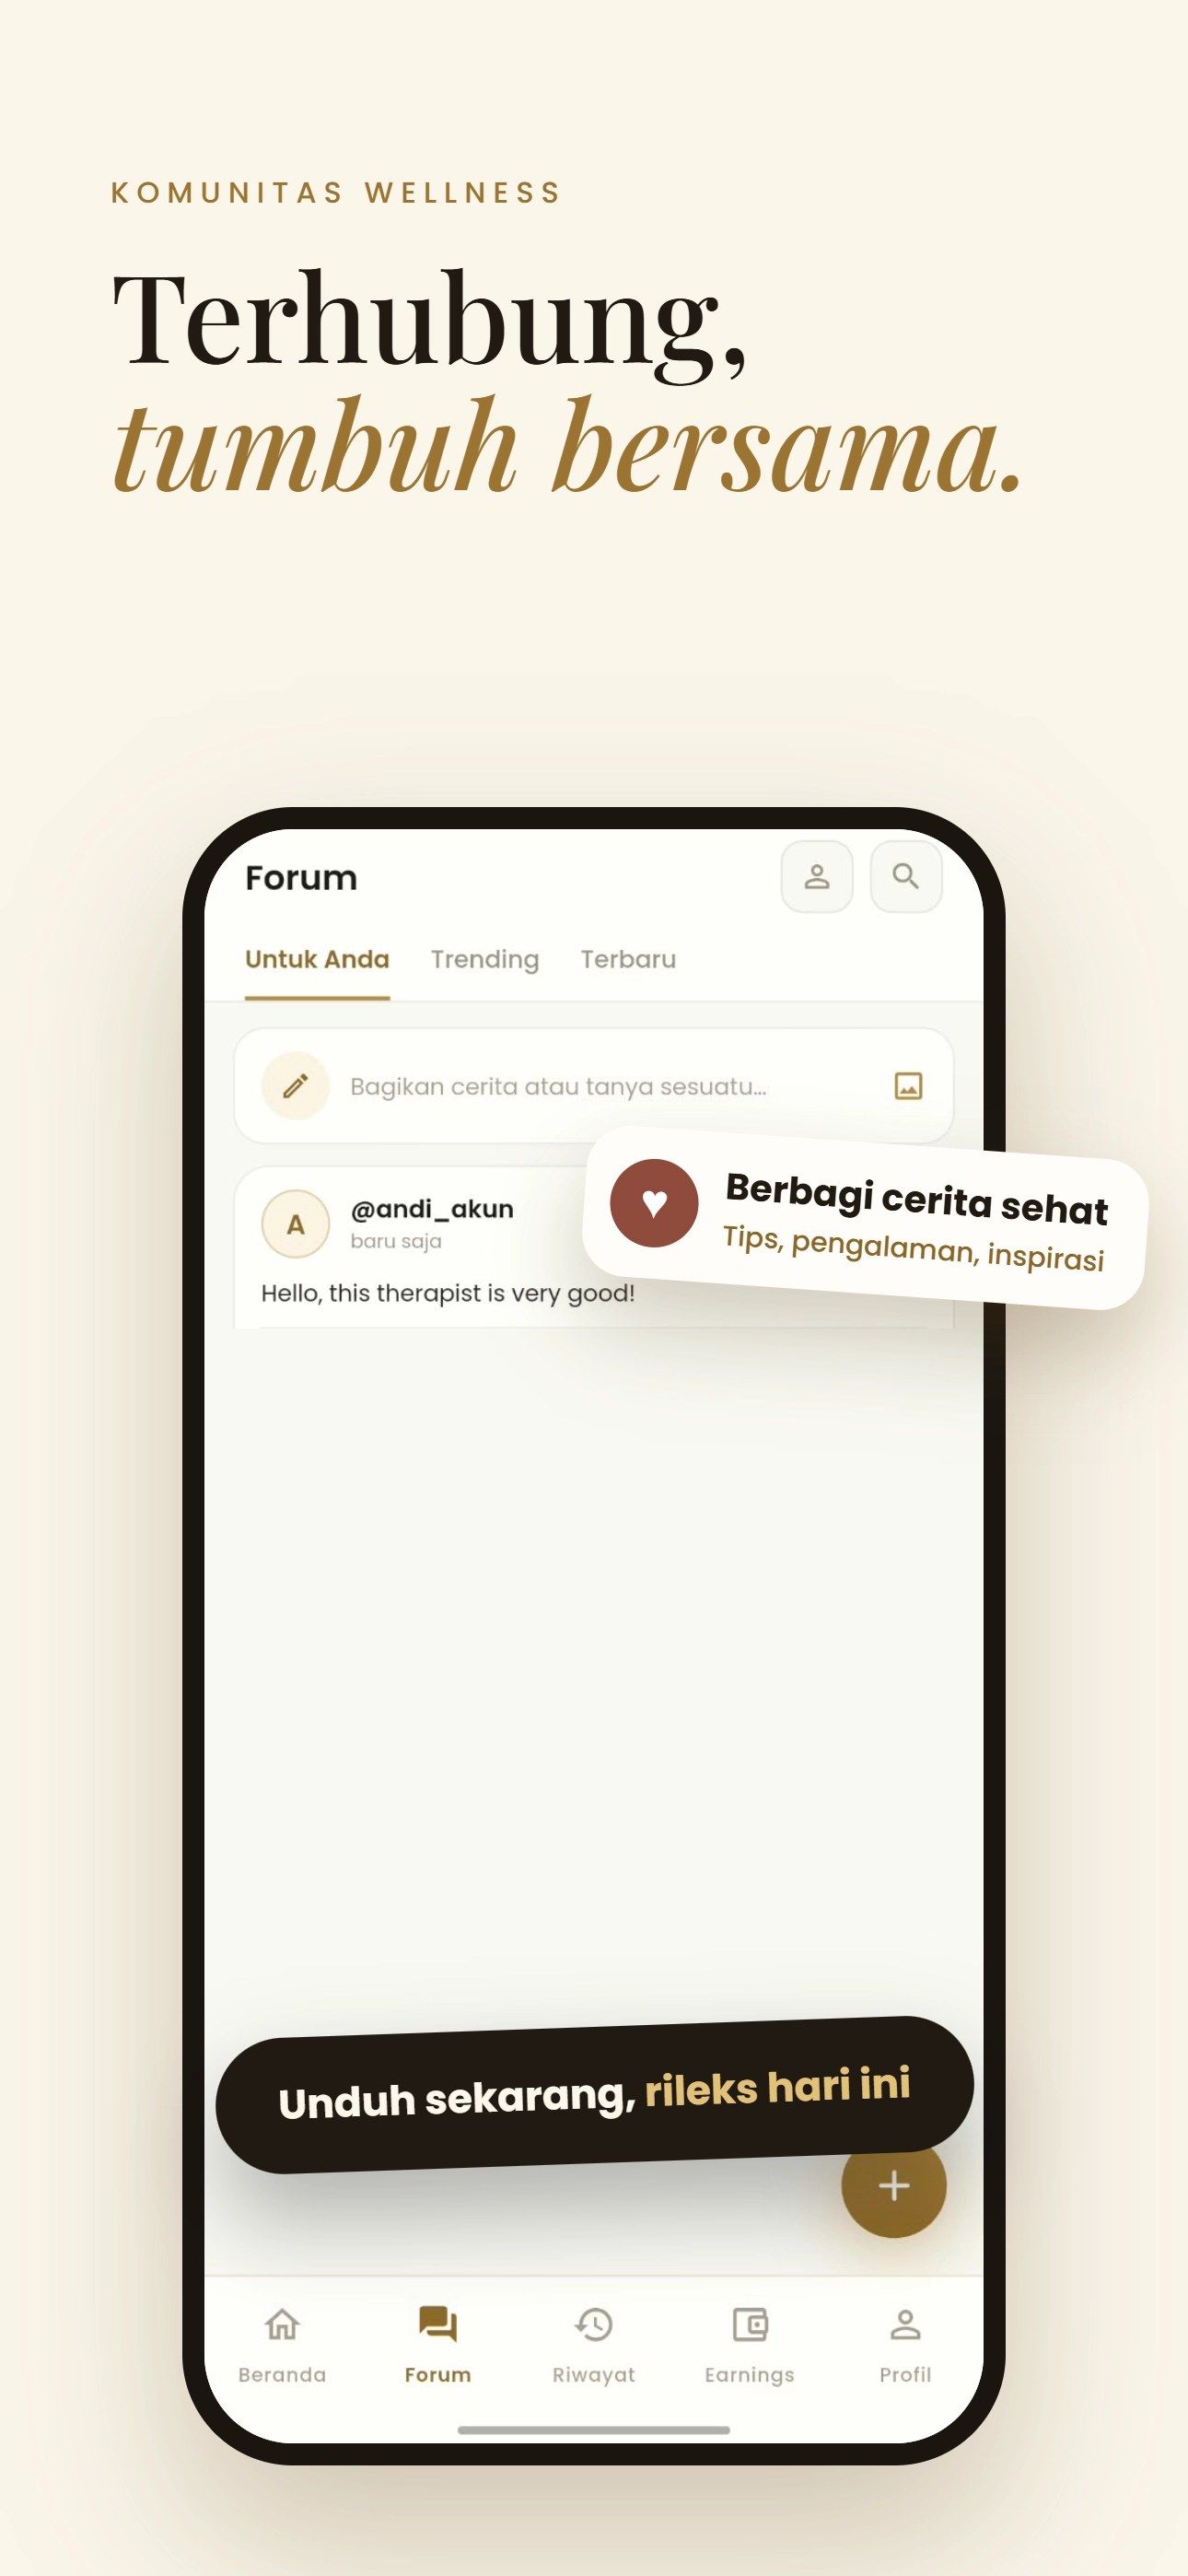 KOMUNITAS WELLNESS
Terhubung,
tumbuh bersama.
Forum
Untuk Anda Trending Terbaru
Bagikan cerita atau tanya sesuatu...
Berbagi cerita sehat
Tips, pengalaman, inspirasi
A
@andi_akun
baru saja
Hello, this therapist is very good!
Unduh sekarang, rileks hari ini
Beranda Forum Riwayat Earnings Profil